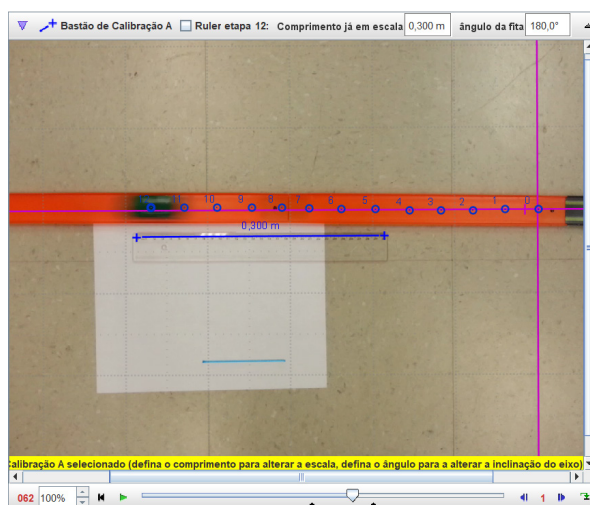 Bastão de Calibração A Ruler etapa 12: Comprimento já em escala 0,300 m ângulo da fita 180,0°
10 9 8 7 6 5 4 3 2 1 0
0,300 m
Calibração A selecionado (defina o comprimento para alterar a escala, defina o ângulo para a alterar a inclinação do eixo)
062 100% 1